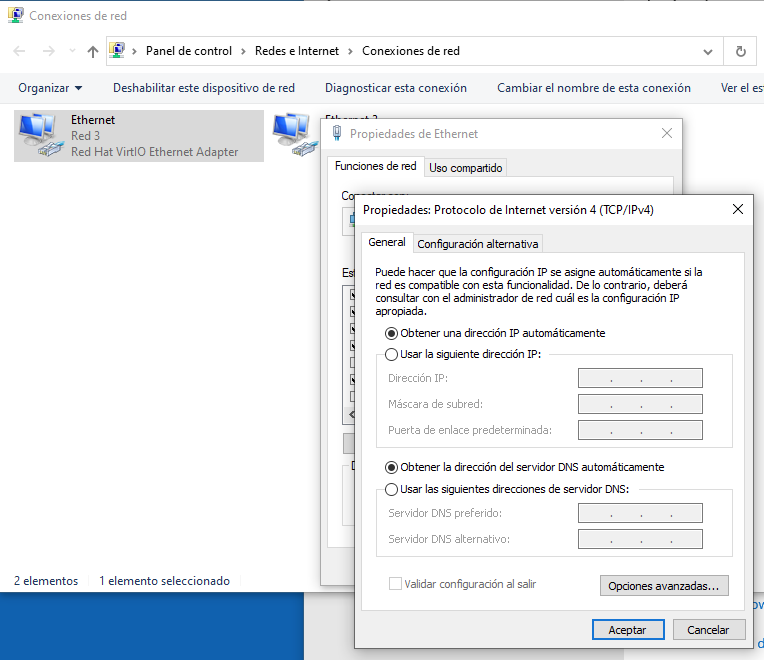 Conexiones de red
Panel de control
Redes e Internet
Conexiones de red
Organizar
Deshabilitar este dispositivo de red
Diagnosticar esta conexión
Cambiar el nombre de esta conexión
Ver el es
Ethernet
Red 3
Red Hat VirtIO Ethernet Adapter
Propiedades de Ethernet
Funciones de red
Uso compartido
Propiedades: Protocolo de Internet versión 4 (TCP/IPv4)
General
Configuración alternativa
Puede hacer que la configuración IP se asigne automáticamente si la
red es compatible con esta funcionalidad. De lo contrario, deberá
consultar con el administrador de red cuál es la configuración IP
apropiada.
Obtener una dirección IP automáticamente
Usar la siguiente dirección IP:
Dirección IP:
Máscara de subred:
Puerta de enlace predeterminada:
Obtener la dirección del servidor DNS automáticamente
Usar las siguientes direcciones de servidor DNS:
Servidor DNS preferido:
Servidor DNS alternativo:
Validar configuración al salir
Opciones avanzadas...
Aceptar
Cancelar
2 elementos
1 elemento seleccionado